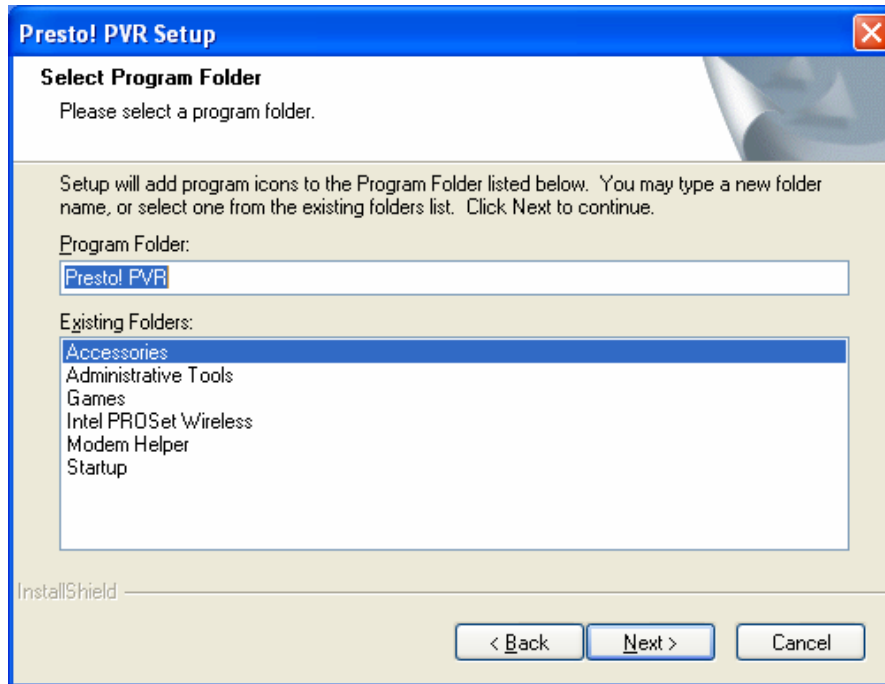 Presto! PVR Setup
Select Program Folder
Please select a program folder.
Setup will add program icons to the Program Folder listed below. You may type a new folder
name, or select one from the existing folders list. Click Next to continue.
Program Folder:
Presto! PVR
Existing Folders:
Accessories
Administrative Tools
Games
Intel PROSet Wireless
Modem Helper
Startup
InstallShield
< Back Next > Cancel